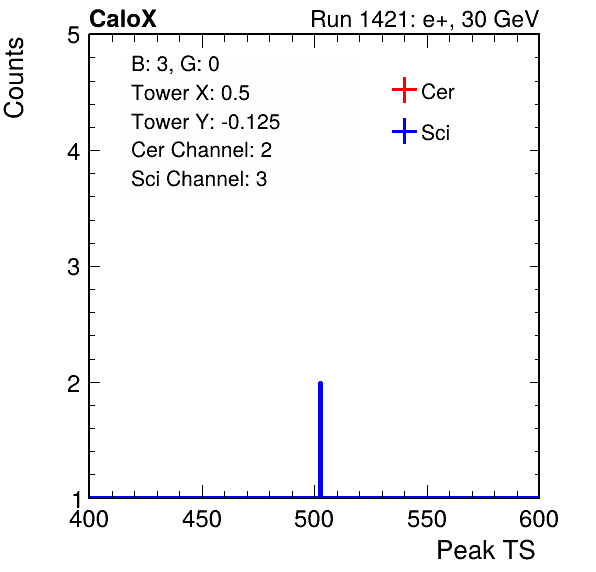 CaloX Run 1421: e+, 30 GeV
Counts
5
4
3
2
1
B: 3, G: 0
Tower X: 0.5
Tower Y: -0.125
Cer Channel: 2
Sci Channel: 3
Cer
Sci
400 450 500 550 600
Peak TS